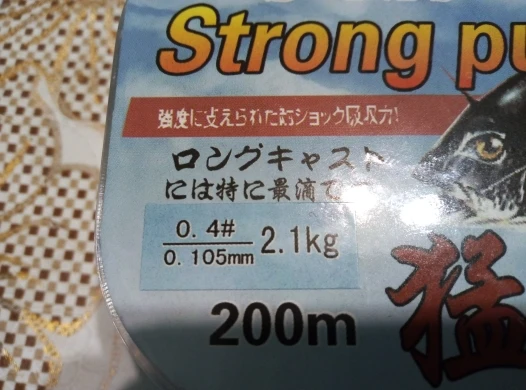 Strong pu
強度に支えられた耐ショック吸収力!
ロングキャスト
には特に最滴で
0.4#
0.105mm
2.1kg
200m
猛